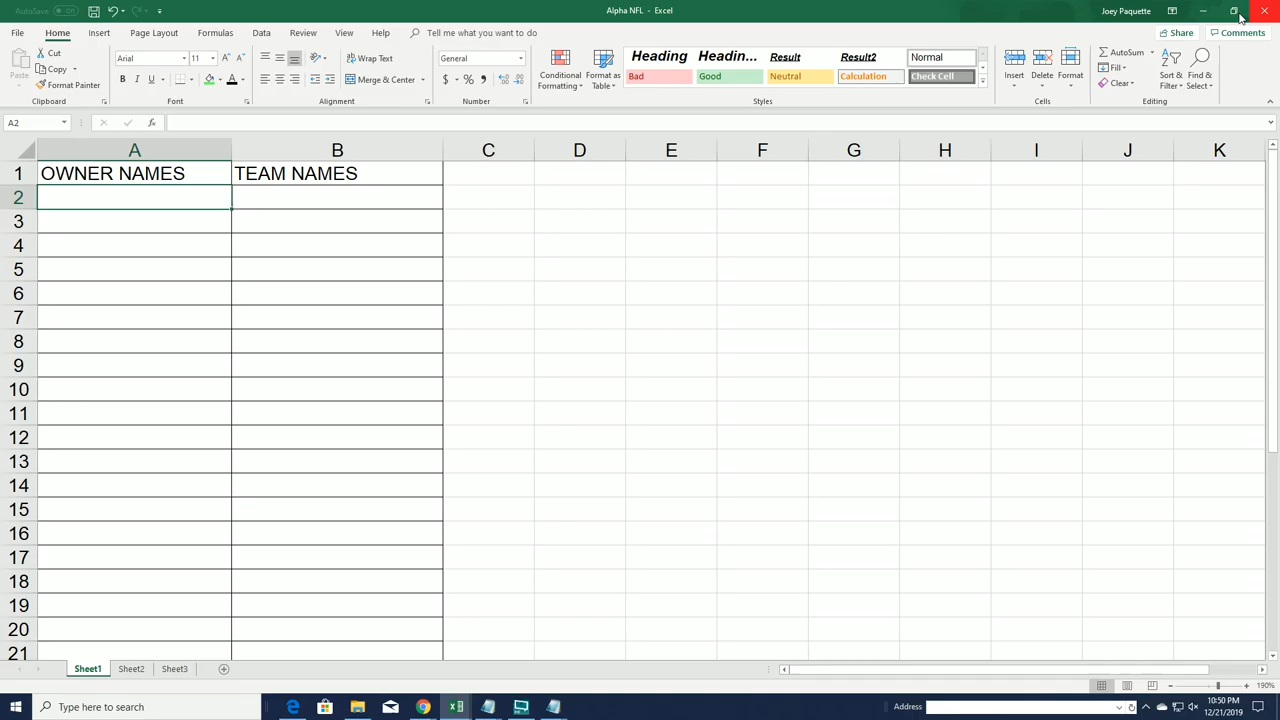 AutoSave Off
Alpha NFL - Excel
Joey Paquette
File Home Insert Page Layout Formulas Data Review View Help Tell me what you want to do
Share Comments
Paste Cut Copy Format Painter
Clipboard
Arial 11
B I U A
Font
Wrap Text
Merge & Center
Alignment
General
$ % ,
Number
Conditional Formatting Format as Table
Heading Headin... Result Result2 Normal
Bad Good Neutral Calculation Check Cell
Styles
Insert Delete Format
Cells
AutoSum Fill Clear
Sort & Filter Find & Select
Editing
A2 fx
A B C D E F G H I J K
1 OWNER NAMES TEAM NAMES
2
3
4
5
6
7
8
9
10
11
12
13
14
15
16
17
18
19
20
21
Sheet1 Sheet2 Sheet3
190%
Type here to search
Address
10:50 PM
12/21/2019